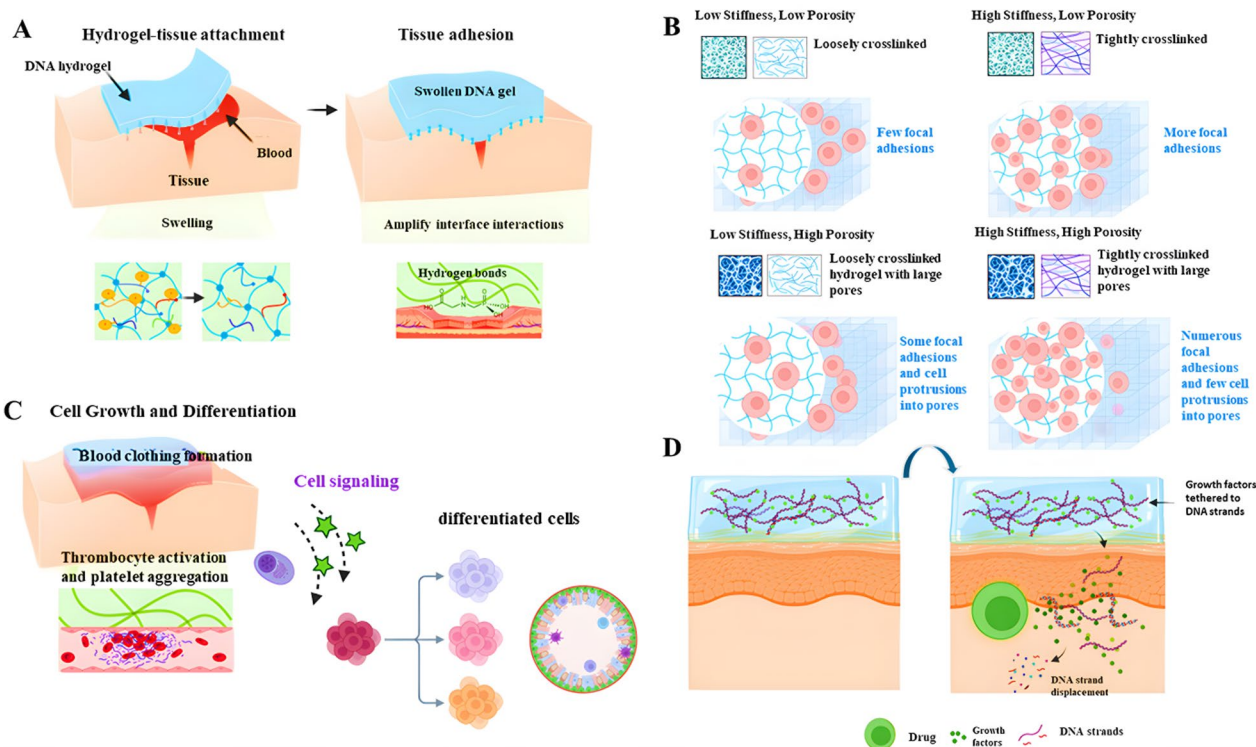 A
Hydrogel-tissue attachment
DNA hydrogel
Blood
Tissue
Swelling
Tissue adhesion
Swollen DNA gel
Amplify interface interactions
Hydrogen bonds
HO
O
H
N
O
P
OH
OH
B
Low Stiffness, Low Porosity
Loosely crosslinked
Few focal
adhesions
High Stiffness, Low Porosity
Tightly crosslinked
More focal
adhesions
Low Stiffness, High Porosity
Loosely crosslinked
hydrogel with large
pores
Some focal
adhesions
and cell
protrusions
into pores
High Stiffness, High Porosity
Tightly crosslinked
hydrogel with large
pores
Numerous
focal
adhesions
and few cell
protrusions
into pores
C
Cell Growth and Differentiation
Blood clothing formation
Thrombocyte activation
and platelet aggregation
Cell signaling
differentiated cells
D
Growth factors
tethered to
DNA strands
DNA strand
displacement
Drug
Growth
factors
DNA strands